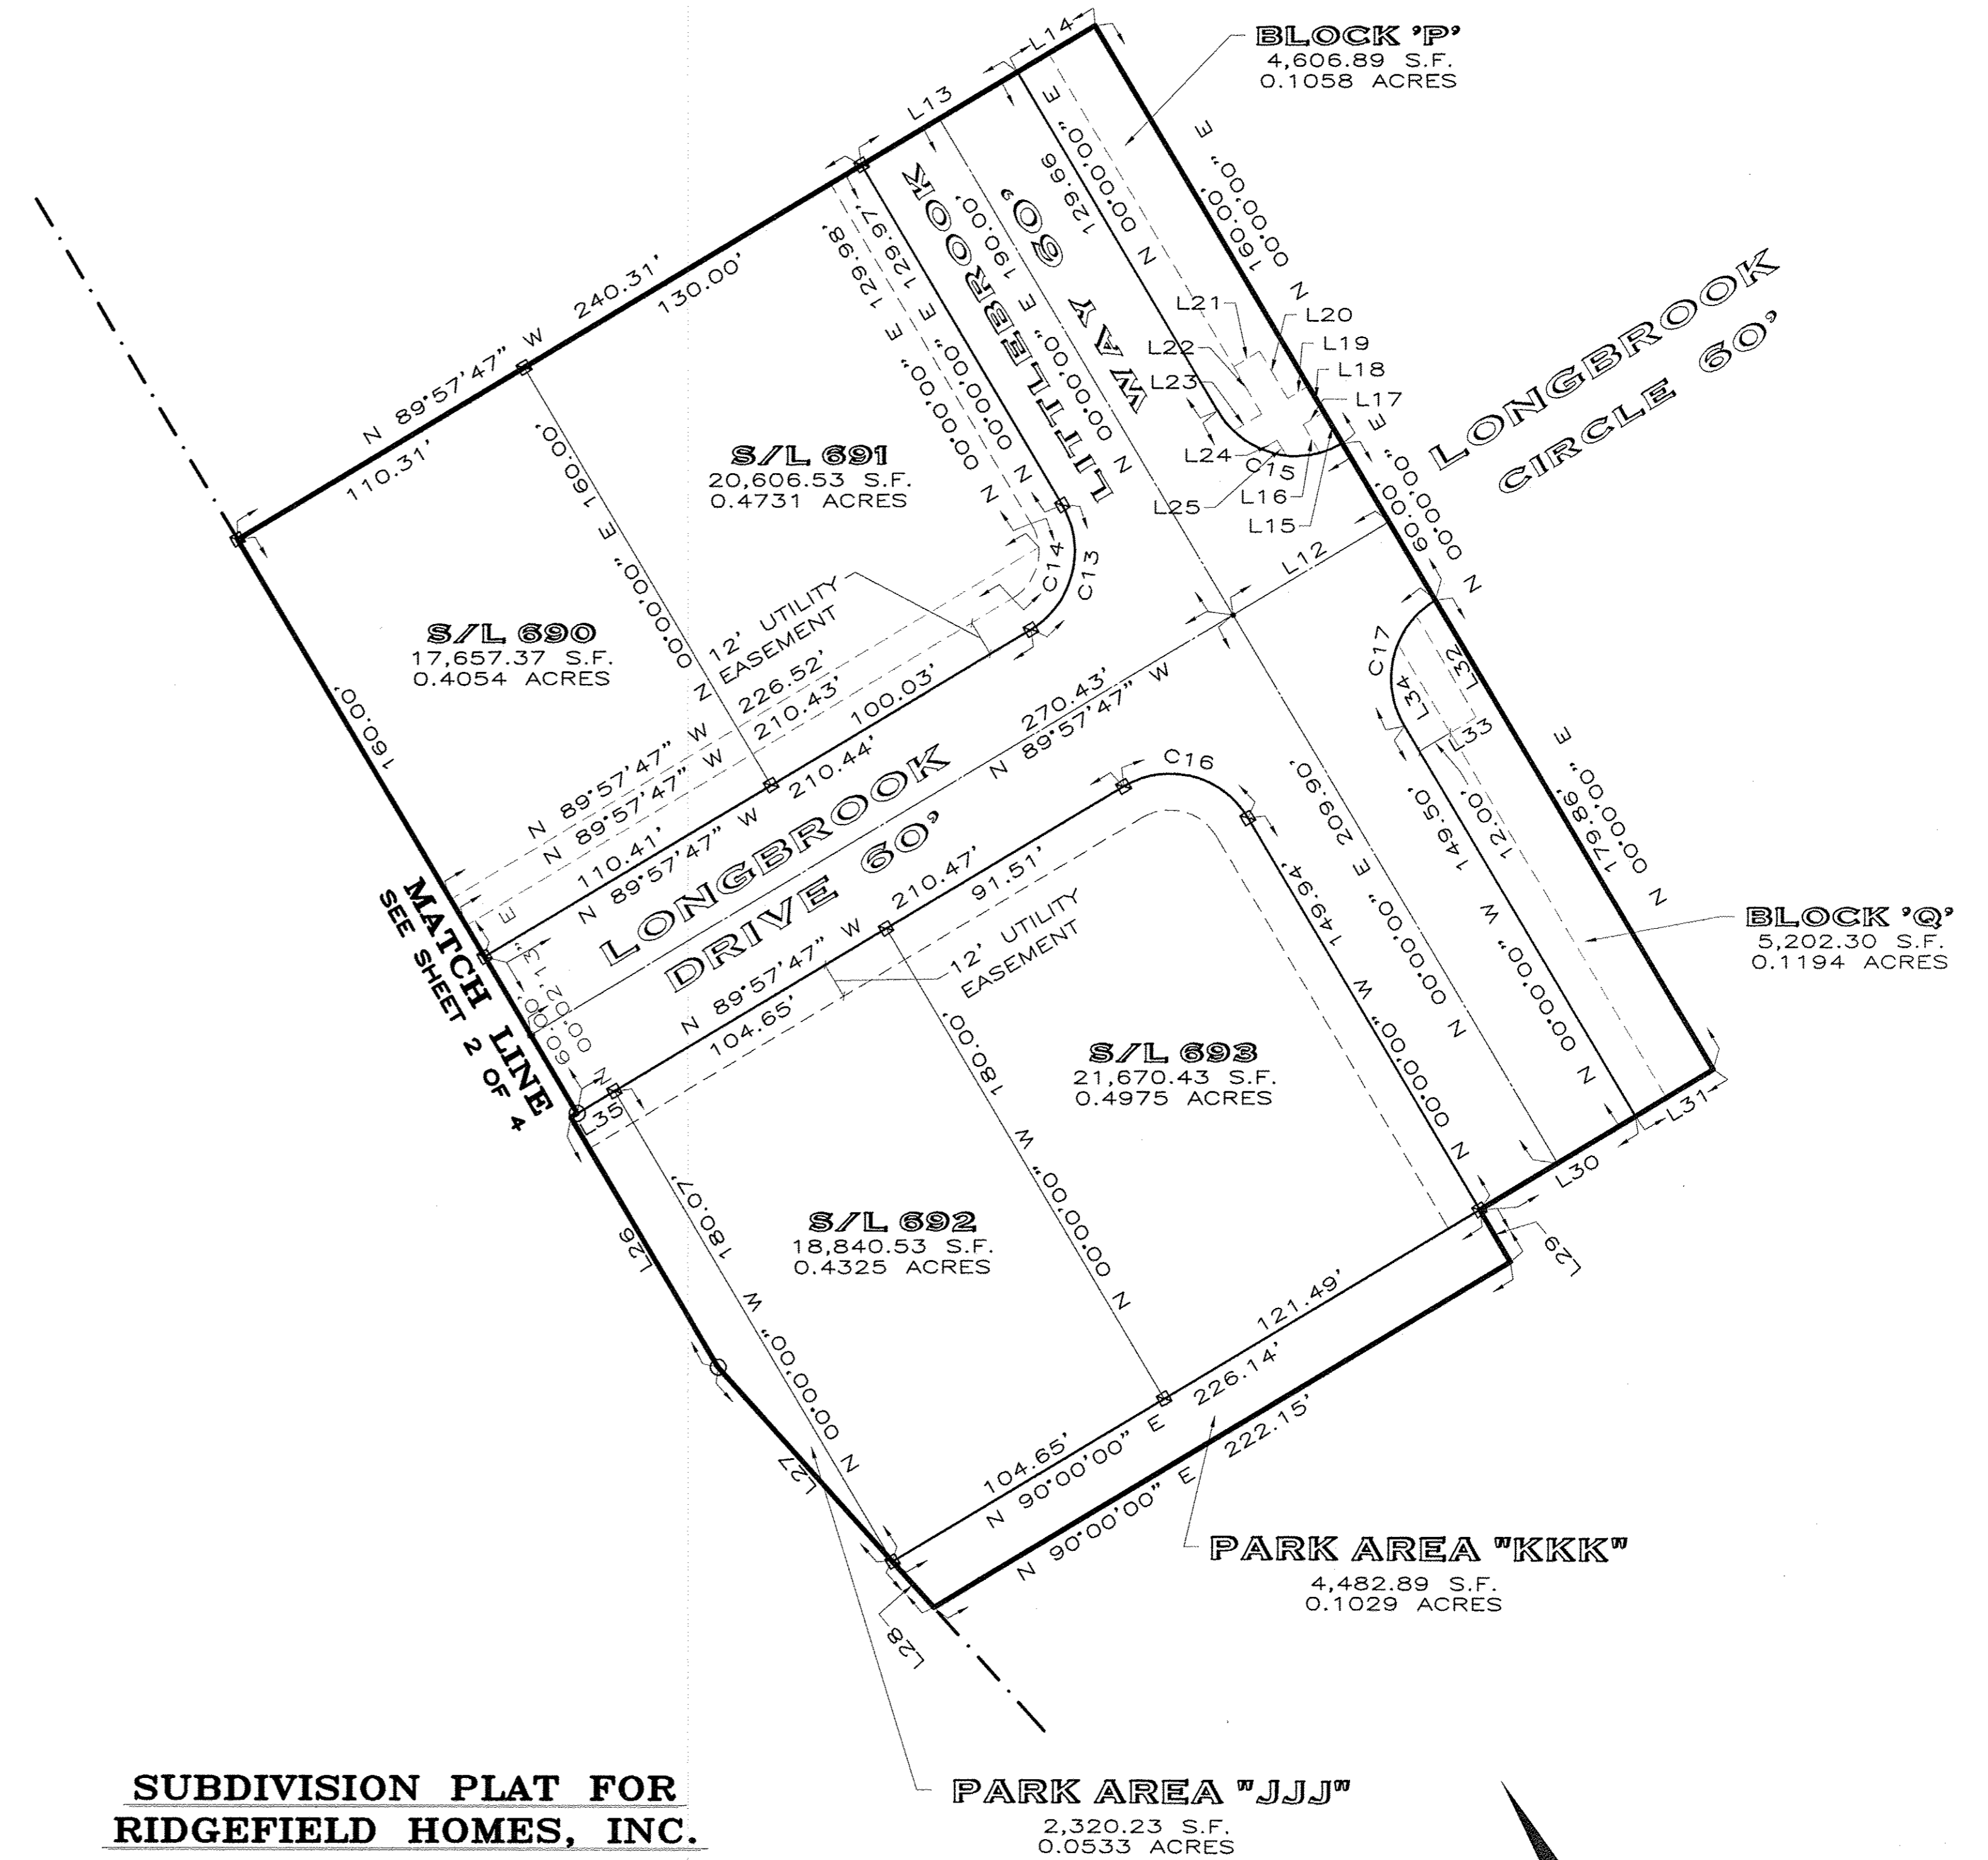 L14
BLOCK 'P'
4,606.89 S.F.
0.1058 ACRES
L13
N 00°00'00" E
129.66
N 00°00'00" E
160.00'
LITTLEBROOK
WAY 60'
N 00°00'00" E 190.00'
N 00°00'00" E 129.97'
N 00°00'00" E 129.98'
240.31'
130.00'
N 89°57'47" W
110.31'
L21
L20
L22
L19
L23
L18
L17
L24
C15
L16
L25
L15
LONGBROOK
CIRCLE 60'
N 00°00'00" E
60.00'
L12
S/L 691
20,606.53 S.F.
0.4731 ACRES
N 00°00'00" E 160.00'
C14
C13
12' UTILITY
EASEMENT
S/L 690
17,657.37 S.F.
0.4054 ACRES
160.00'
N 89°57'47" W 226.52'
N 89°57'47" W 210.43'
100.03'
210.44'
110.41'
N 89°57'47" W
270.43'
N 89°57'47" W
LONGBROOK
DRIVE 60'
C17
L32
L34
L33
N 00°00'00" E
179.86'
12.00'
149.50'
N 00°00'00" W
N 00°00'00" E 209.90'
C16
N 00°00'00" W 149.94'
210.47'
91.51'
N 89°57'47" W
104.65'
12' UTILITY
EASEMENT
BLOCK 'Q'
5,202.30 S.F.
0.1194 ACRES
MATCH LINE
SEE SHEET 2 OF 4
N 00°02'13" E
60.00'
L35
S/L 693
21,670.43 S.F.
0.4975 ACRES
N 00°00'00" W 180.00'
L31
L30
L29
L26
N 00°00'00" W 180.07'
S/L 692
18,840.53 S.F.
0.4325 ACRES
121.49'
226.14'
104.65'
N 90°00'00" E
222.15'
N 90°00'00" E
L27
L28
PARK AREA "KKK"
4,482.89 S.F.
0.1029 ACRES
PARK AREA "JJJ"
2,320.23 S.F.
0.0533 ACRES
SUBDIVISION PLAT FOR
RIDGEFIELD HOMES, INC.